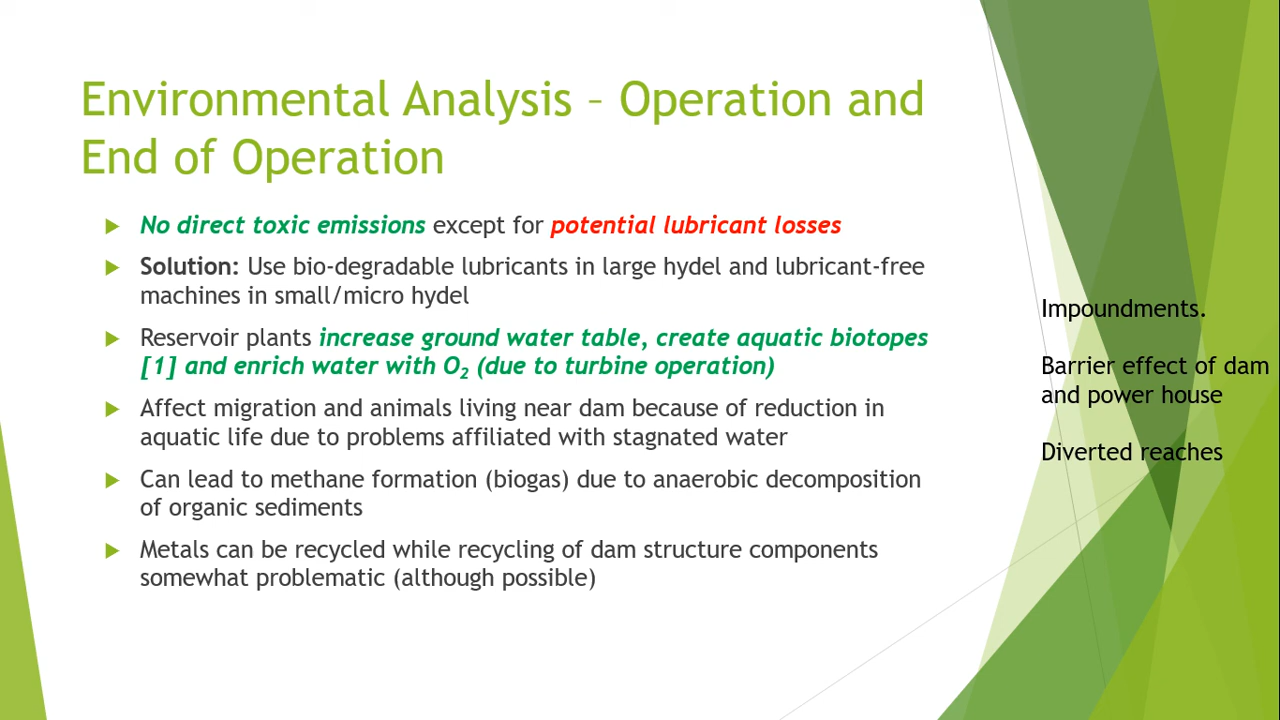 Environmental Analysis – Operation and
End of Operation
No direct toxic emissions except for potential lubricant losses
Solution: Use bio-degradable lubricants in large hydel and lubricant-free
machines in small/micro hydel
Reservoir plants increase ground water table, create aquatic biotopes
[1] and enrich water with O₂ (due to turbine operation)
Affect migration and animals living near dam because of reduction in
aquatic life due to problems affiliated with stagnated water
Can lead to methane formation (biogas) due to anaerobic decomposition
of organic sediments
Metals can be recycled while recycling of dam structure components
somewhat problematic (although possible)
Impoundments.
Barrier effect of dam
and power house
Diverted reaches